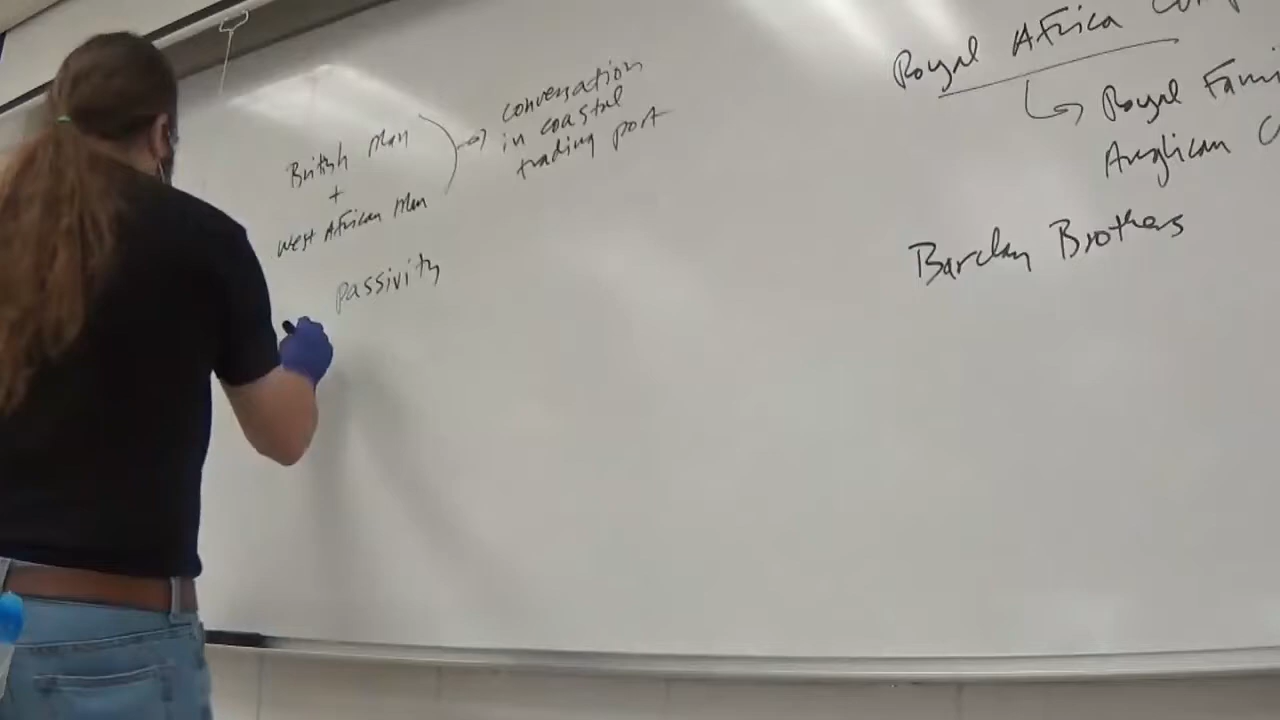 British Man
+
West African Man
conversation
in coastal
trading port
passivity
Royal Africa
Royal
Anglican
Barclay Brothers